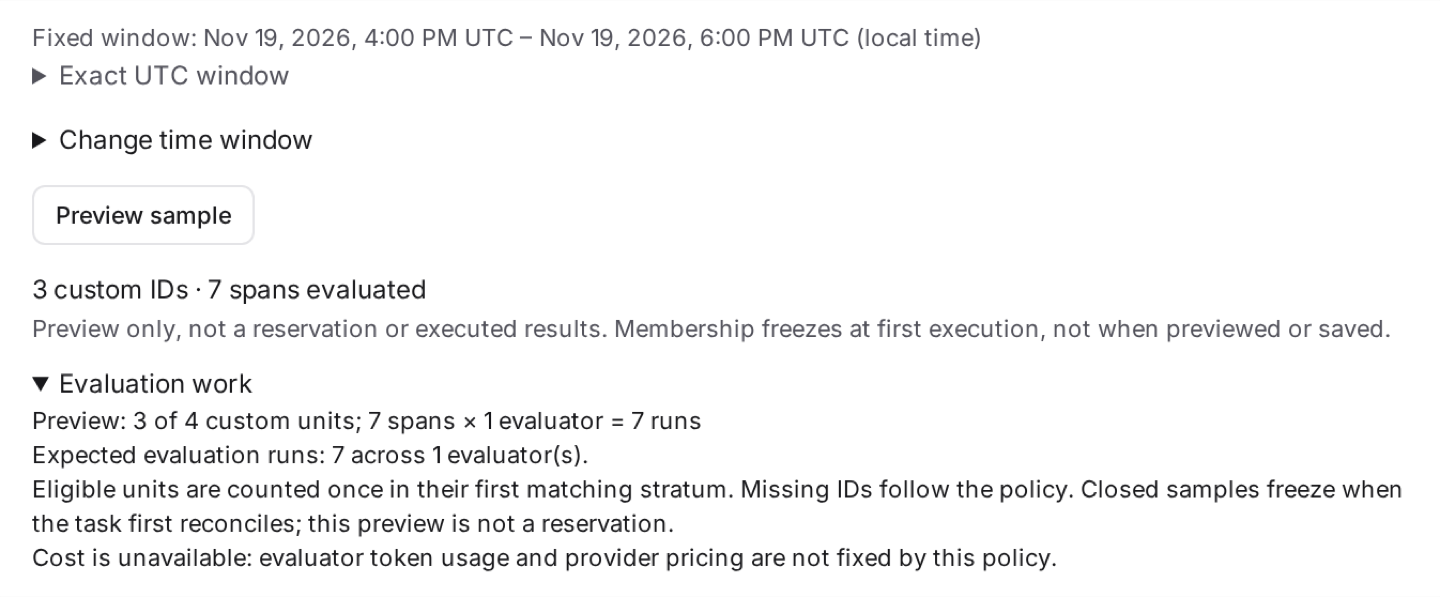 Fixed window: Nov 19, 2026, 4:00 PM UTC – Nov 19, 2026, 6:00 PM UTC (local time)
▶ Exact UTC window
▶ Change time window
Preview sample
3 custom IDs · 7 spans evaluated
Preview only, not a reservation or executed results. Membership freezes at first execution, not when previewed or saved.
▼ Evaluation work
Preview: 3 of 4 custom units; 7 spans × 1 evaluator = 7 runs
Expected evaluation runs: 7 across 1 evaluator(s).
Eligible units are counted once in their first matching stratum. Missing IDs follow the policy. Closed samples freeze when
the task first reconciles; this preview is not a reservation.
Cost is unavailable: evaluator token usage and provider pricing are not fixed by this policy.